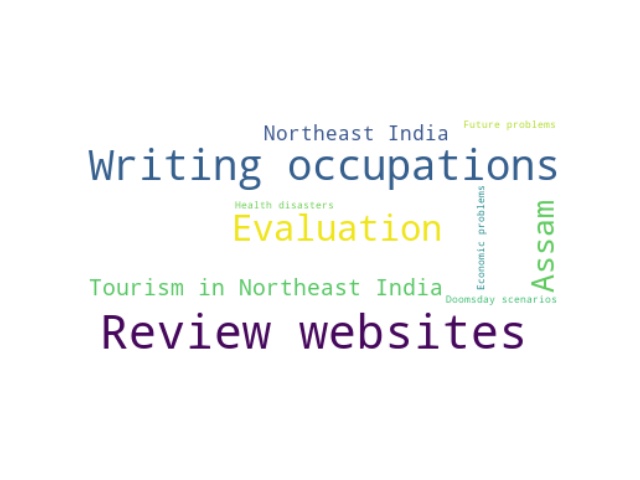 Future problems
Northeast India
Writing occupations
Economic problems
Assam
Health disasters
Evaluation
Tourism in Northeast India
Doomsday scenarios
Review websites